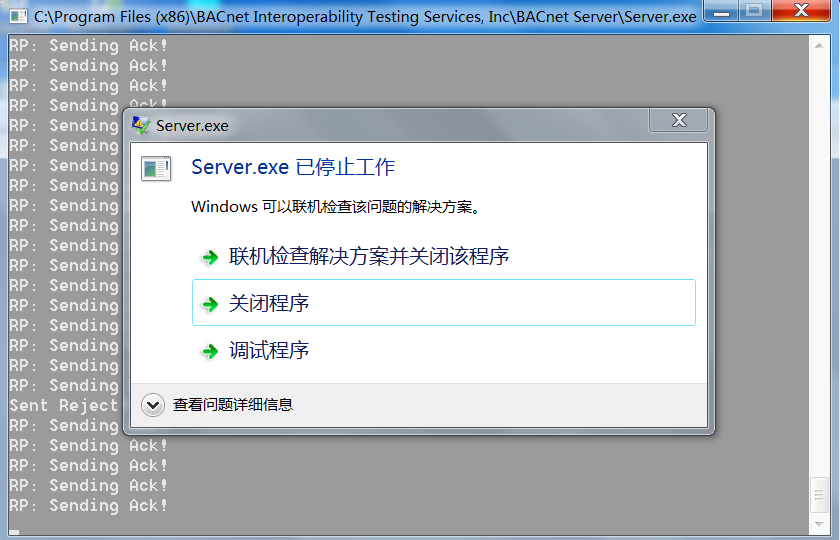 C:\Program Files (x86)\BACnet Interoperability Testing Services, Inc\BACnet Server\Server.exe
RP: Sending Ack!
RP: Sending Ack!
RP: Sending Ack!
RP: Sending Ack!
RP: Sending
RP: Sending
RP: Sending
RP: Sending
RP: Sending
RP: Sending
RP: Sending
RP: Sending
RP: Sending
RP: Sending
RP: Sending
RP: Sending
RP: Sending
RP: Sending
Sent Reject
RP: Sending
RP: Sending Ack!
RP: Sending Ack!
RP: Sending Ack!
RP: Sending Ack!
Server.exe
Server.exe 已停止工作
Windows 可以联机检查该问题的解决方案。
联机检查解决方案并关闭该程序
关闭程序
调试程序
查看问题详细信息